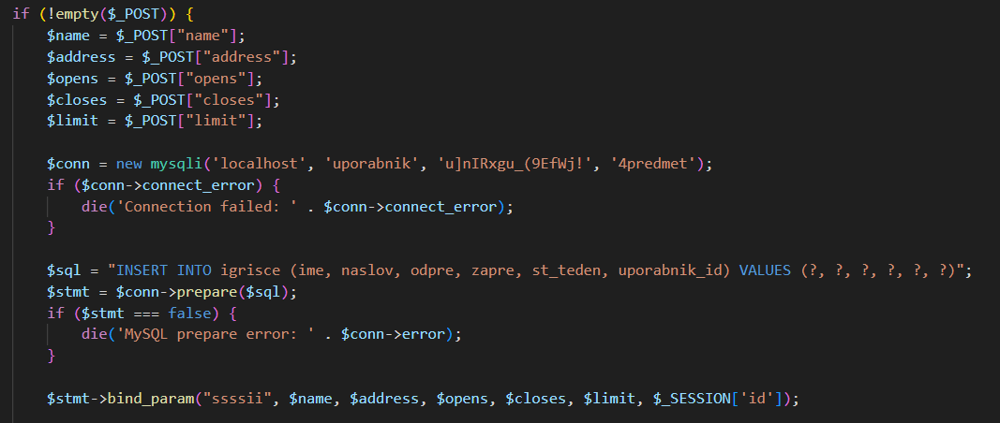 if (!empty($_POST)) {
    $name = $_POST["name"];
    $address = $_POST["address"];
    $opens = $_POST["opens"];
    $closes = $_POST["closes"];
    $limit = $_POST["limit"];

    $conn = new mysqli('localhost', 'uporabnik', 'u]nIRxgu_(9EfWj!', '4predmet');
    if ($conn->connect_error) {
        die('Connection failed: ' . $conn->connect_error);
    }

    $sql = "INSERT INTO igrisce (ime, naslov, odpre, zapre, st_teden, uporabnik_id) VALUES (?, ?, ?, ?, ?, ?)";
    $stmt = $conn->prepare($sql);
    if ($stmt === false) {
        die('MySQL prepare error: ' . $conn->error);
    }

    $stmt->bind_param("ssssii", $name, $address, $opens, $closes, $limit, $_SESSION['id']);